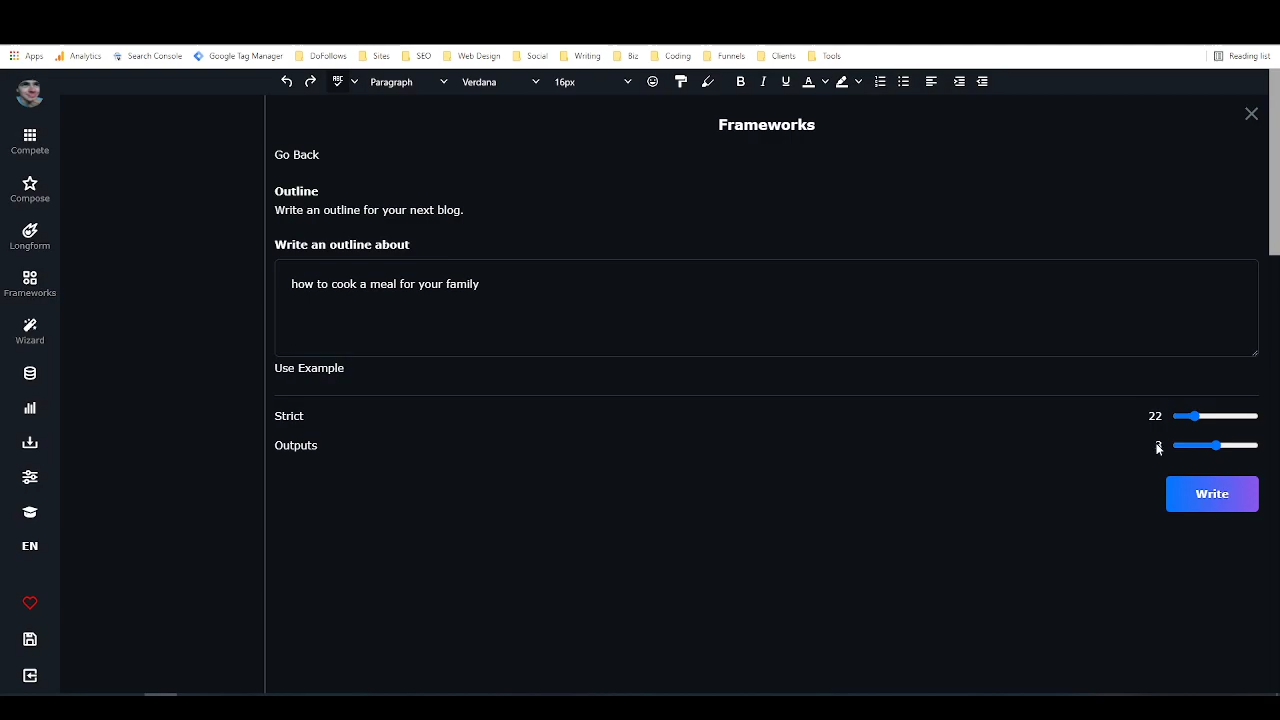 Apps Analytics Search Console Google Tag Manager DoFollows Sites SEO Web Design Social Writing Biz Coding Funnels Clients Tools Reading list
ABC Paragraph Verdana 16px B I U A
Frameworks
Go Back
Outline
Write an outline for your next blog.
Write an outline about
how to cook a meal for your family
Use Example
Strict 22
Outputs
Write
Compete
Compose
Longform
Frameworks
Wizard
EN